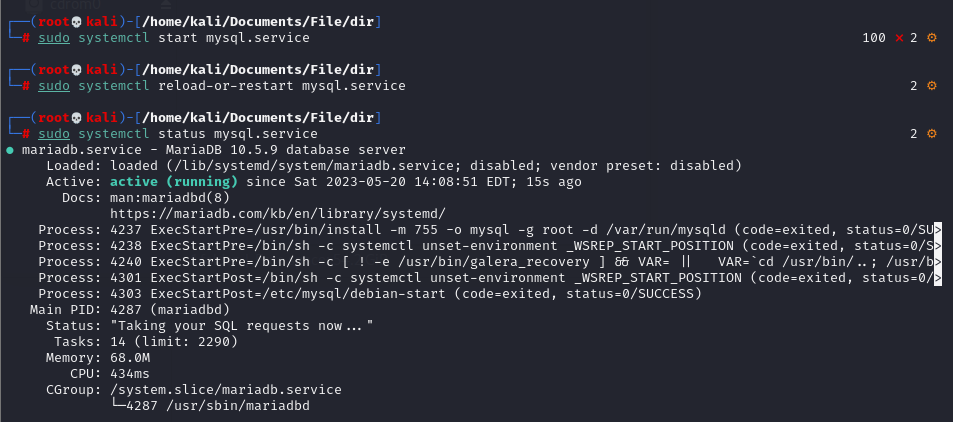 ┌──(root💀kali)-[/home/kali/Documents/File/dir]
└─# sudo systemctl start mysql.service 100 ⨯ 2 ⚙
┌──(root💀kali)-[/home/kali/Documents/File/dir]
└─# sudo systemctl reload-or-restart mysql.service 2 ⚙
┌──(root💀kali)-[/home/kali/Documents/File/dir]
└─# sudo systemctl status mysql.service 2 ⚙
● mariadb.service - MariaDB 10.5.9 database server
Loaded: loaded (/lib/systemd/system/mariadb.service; disabled; vendor preset: disabled)
Active: active (running) since Sat 2023-05-20 14:08:51 EDT; 15s ago
Docs: man:mariadbd(8)
https://mariadb.com/kb/en/library/systemd/
Process: 4237 ExecStartPre=/usr/bin/install -m 755 -o mysql -g root -d /var/run/mysqld (code=exited, status=0/SU>
Process: 4238 ExecStartPre=/bin/sh -c systemctl unset-environment _WSREP_START_POSITION (code=exited, status=0/S>
Process: 4240 ExecStartPre=/bin/sh -c [ ! -e /usr/bin/galera_recovery ] && VAR= || VAR=`cd /usr/bin/..; /usr/b>
Process: 4301 ExecStartPost=/bin/sh -c systemctl unset-environment _WSREP_START_POSITION (code=exited, status=0/>
Process: 4303 ExecStartPost=/etc/mysql/debian-start (code=exited, status=0/SUCCESS)
Main PID: 4287 (mariadbd)
Status: "Taking your SQL requests now..."
Tasks: 14 (limit: 2290)
Memory: 68.0M
CPU: 434ms
CGroup: /system.slice/mariadb.service
└─4287 /usr/sbin/mariadbd